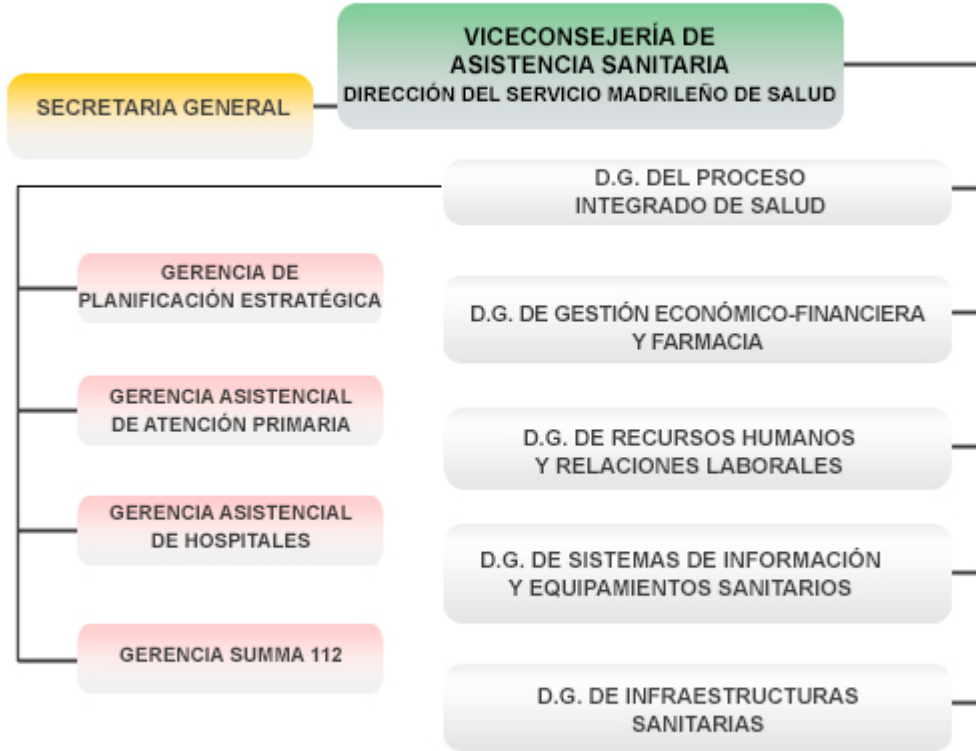 VICECONSEJERÍA DE
ASISTENCIA SANITARIA
DIRECCIÓN DEL SERVICIO MADRILEÑO DE SALUD
SECRETARIA GENERAL
D.G. DEL PROCESO
INTEGRADO DE SALUD
GERENCIA DE
PLANIFICACIÓN ESTRATÉGICA
GERENCIA ASISTENCIAL
DE ATENCIÓN PRIMARIA
GERENCIA ASISTENCIAL
DE HOSPITALES
GERENCIA SUMMA 112
D.G. DE GESTIÓN ECONÓMICO-FINANCIERA
Y FARMACIA
D.G. DE RECURSOS HUMANOS
Y RELACIONES LABORALES
D.G. DE SISTEMAS DE INFORMACIÓN
Y EQUIPAMIENTOS SANITARIOS
D.G. DE INFRAESTRUCTURAS
SANITARIAS